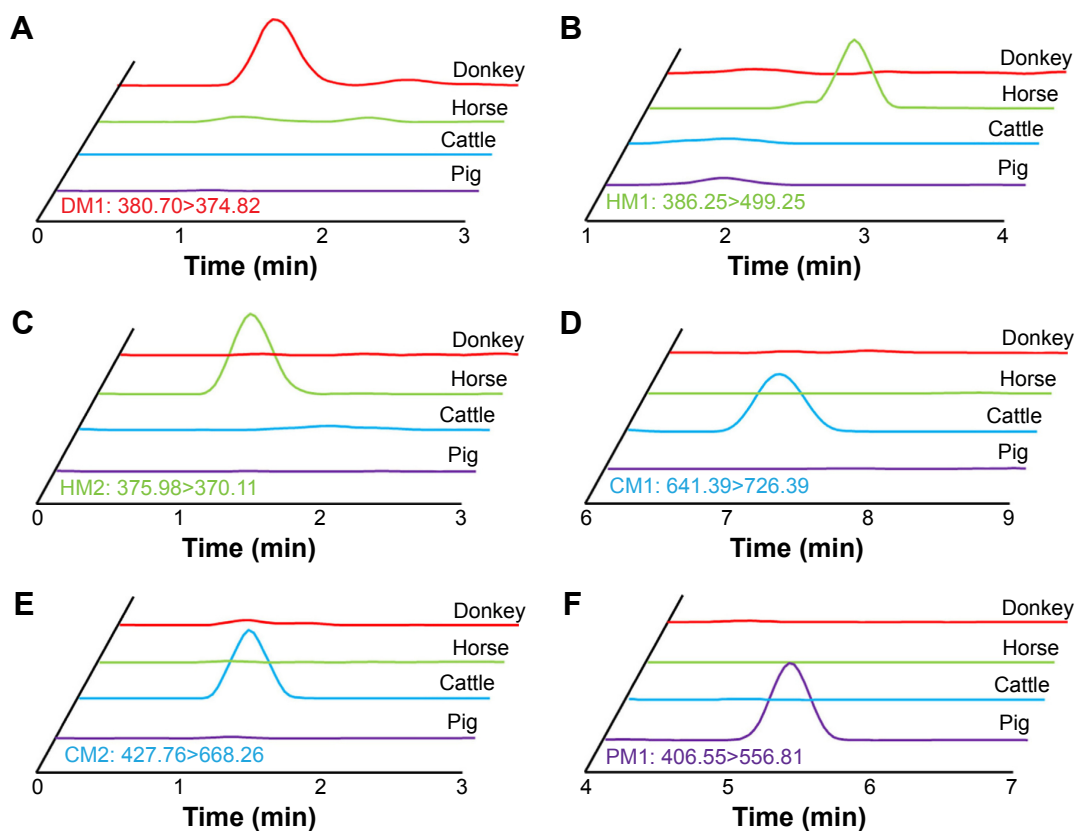 A
Donkey
Horse
Cattle
Pig
DM1: 380.70>374.82
0 1 2 3
Time (min)
B
Donkey
Horse
Cattle
Pig
HM1: 386.25>499.25
1 2 3 4
Time (min)
C
Donkey
Horse
Cattle
Pig
HM2: 375.98>370.11
0 1 2 3
Time (min)
D
Donkey
Horse
Cattle
Pig
CM1: 641.39>726.39
6 7 8 9
Time (min)
E
Donkey
Horse
Cattle
Pig
CM2: 427.76>668.26
0 1 2 3
Time (min)
F
Donkey
Horse
Cattle
Pig
PM1: 406.55>556.81
4 5 6 7
Time (min)